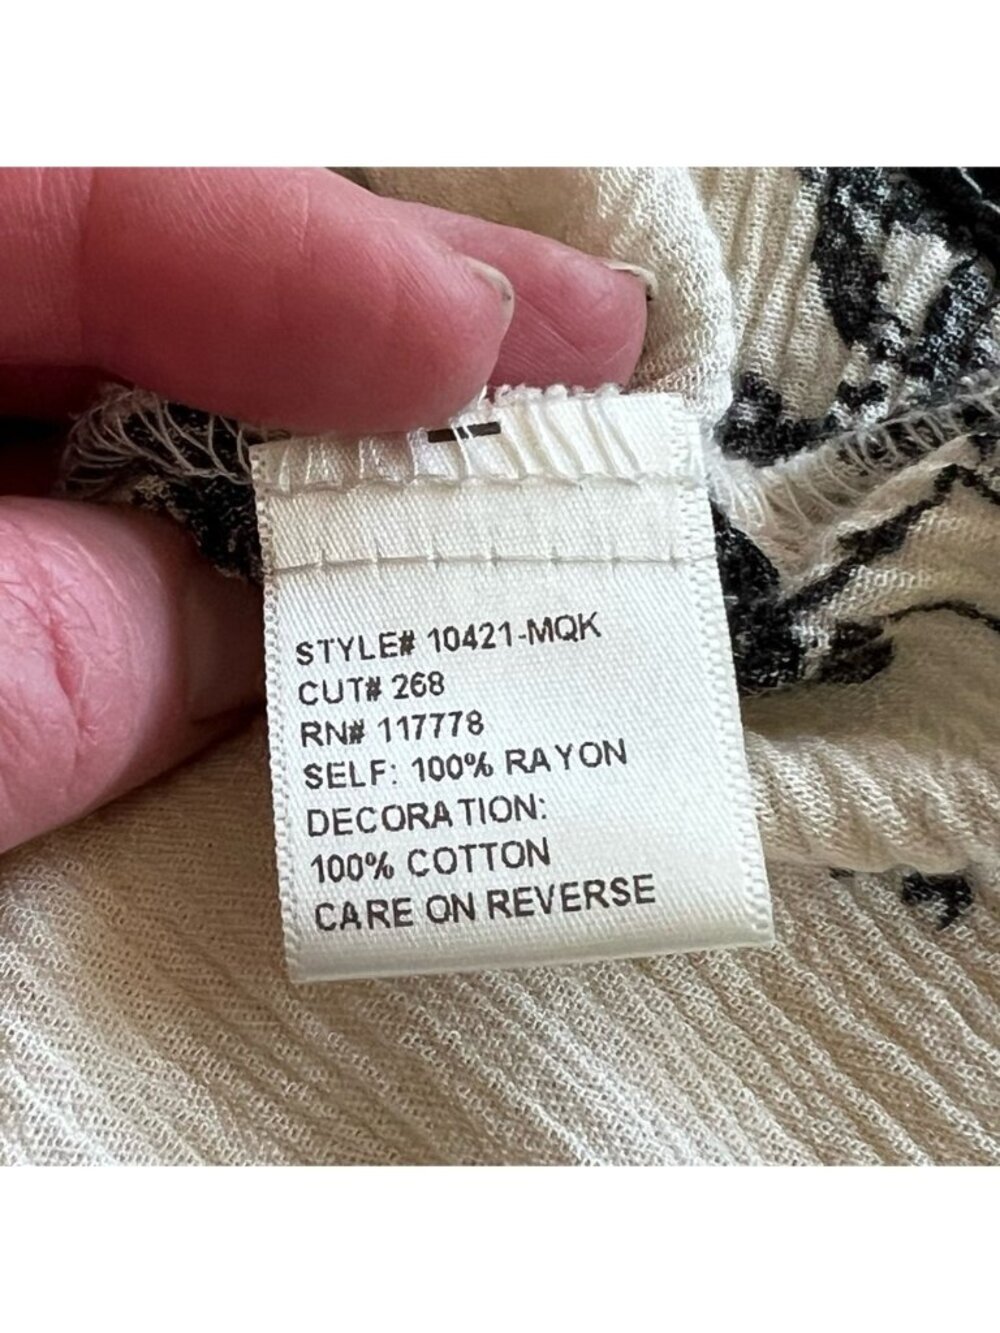 STYLE# 10421-MQK
CUT# 268
RN# 117778
SELF: 100% RAYON
DECORATION:
100% COTTON
CARE ON REVERSE